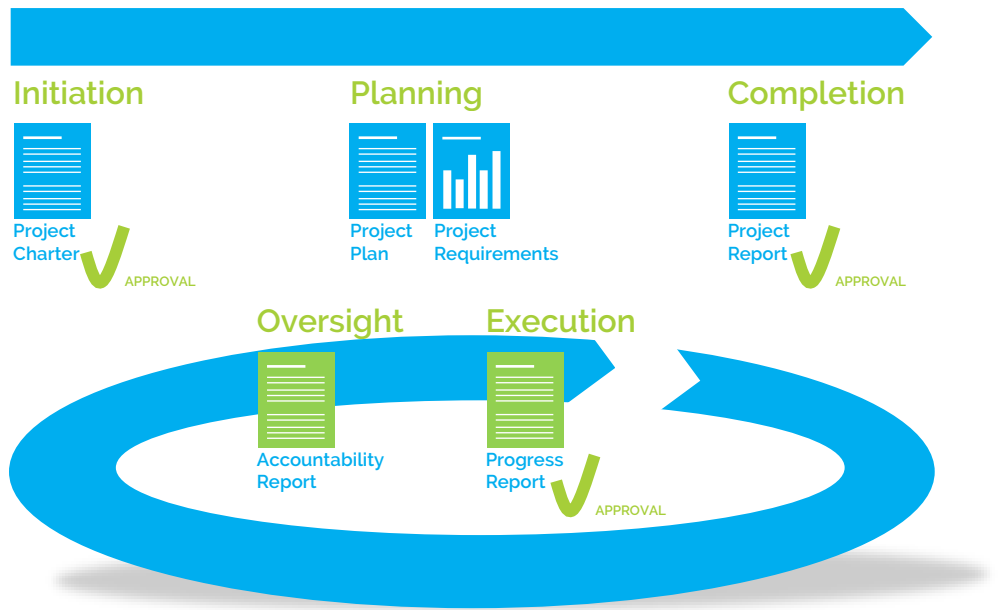 Initiation
Planning
Completion
Project
Charter
APPROVAL
Project
Plan
Project
Requirements
Project
Report
APPROVAL
Oversight
Execution
Accountability
Report
Progress
Report
APPROVAL